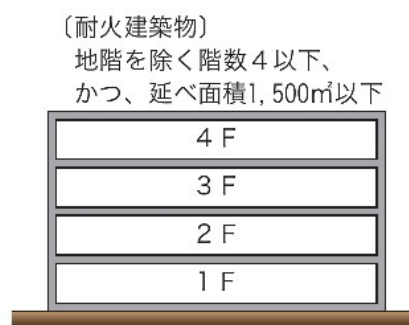 〔耐火建築物〕
地階を除く階数４以下、
かつ、延べ面積1,500㎡以下
４Ｆ
３Ｆ
２Ｆ
１Ｆ